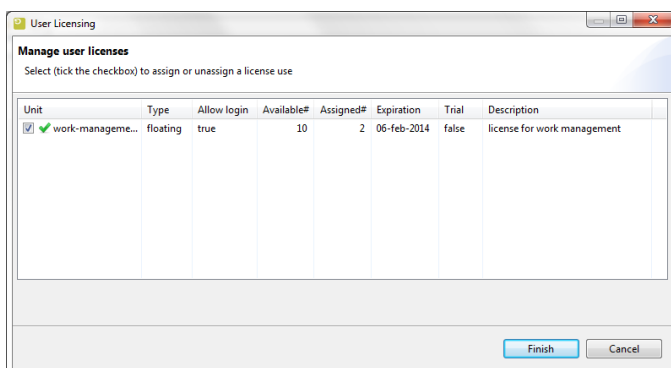 User Licensing
Manage user licenses
Select (tick the checkbox) to assign or unassign a license use
Unit Type Allow login Available# Assigned# Expiration Trial Description
work-manageme... floating true 10 2 06-feb-2014 false license for work management
Finish Cancel